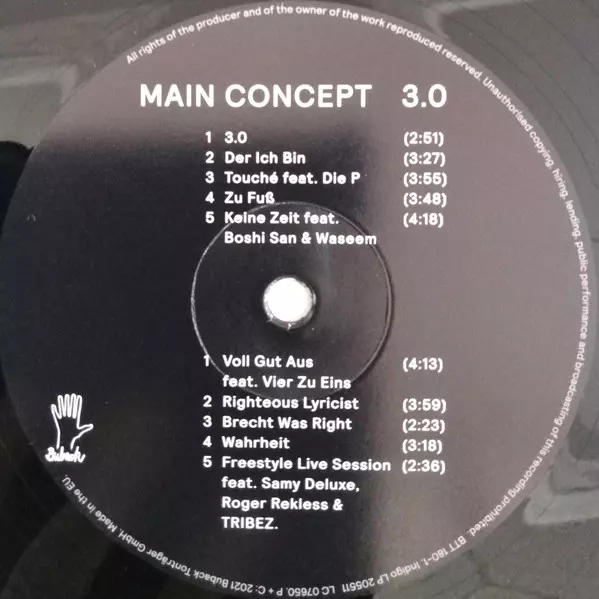 All rights of the producer and of the owner of the work reproduced reserved. Unauthorised copying, hiring, lending, public performance and broadcasting of this recording prohibited. BTT 180-1. Indigo LP 205511. LC 07650. P + C: 2021 Buback Tonträger GmbH. Made in the EU.
MAIN CONCEPT 3.0
1 3.0 (2:51)
2 Der Ich Bin (3:27)
3 Touché feat. Die P (3:55)
4 Zu Fuß (3:48)
5 Keine Zeit feat. (4:18)
Boshi San & Waseem
1 Voll Gut Aus (4:13)
feat. Vier Zu Eins
2 Righteous Lyricist (3:59)
3 Brecht Was Right (2:23)
4 Wahrheit (3:18)
5 Freestyle Live Session (2:36)
feat. Samy Deluxe,
Roger Rekless &
TRIBEZ.
Buback